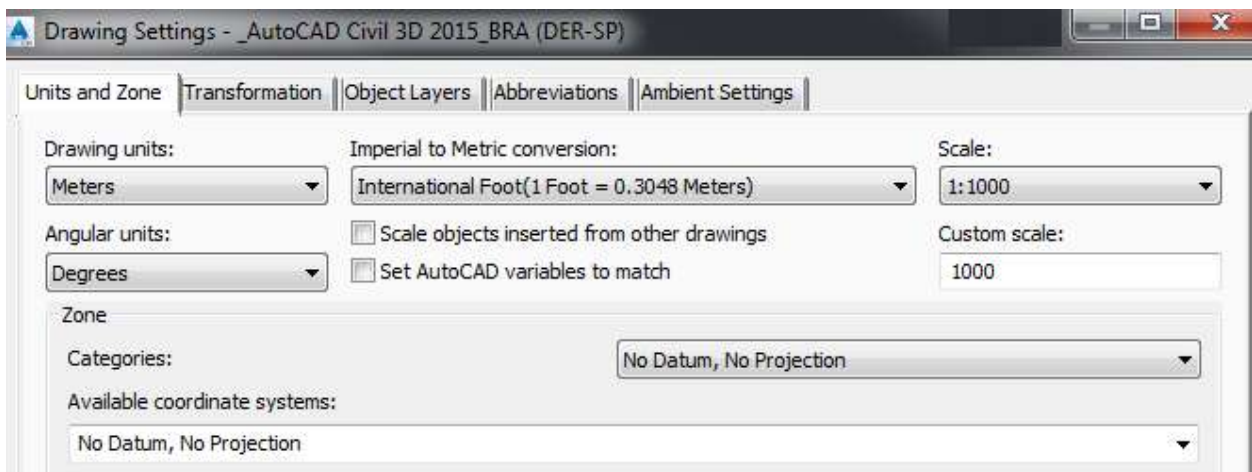 Drawing Settings - _AutoCAD Civil 3D 2015_BRA (DER-SP)
Units and Zone Transformation Object Layers Abbreviations Ambient Settings
Drawing units: Imperial to Metric conversion: Scale:
Meters International Foot(1 Foot = 0.3048 Meters) 1:1000
Angular units: Scale objects inserted from other drawings Custom scale:
Degrees Set AutoCAD variables to match 1000
Zone
Categories: No Datum, No Projection
Available coordinate systems:
No Datum, No Projection